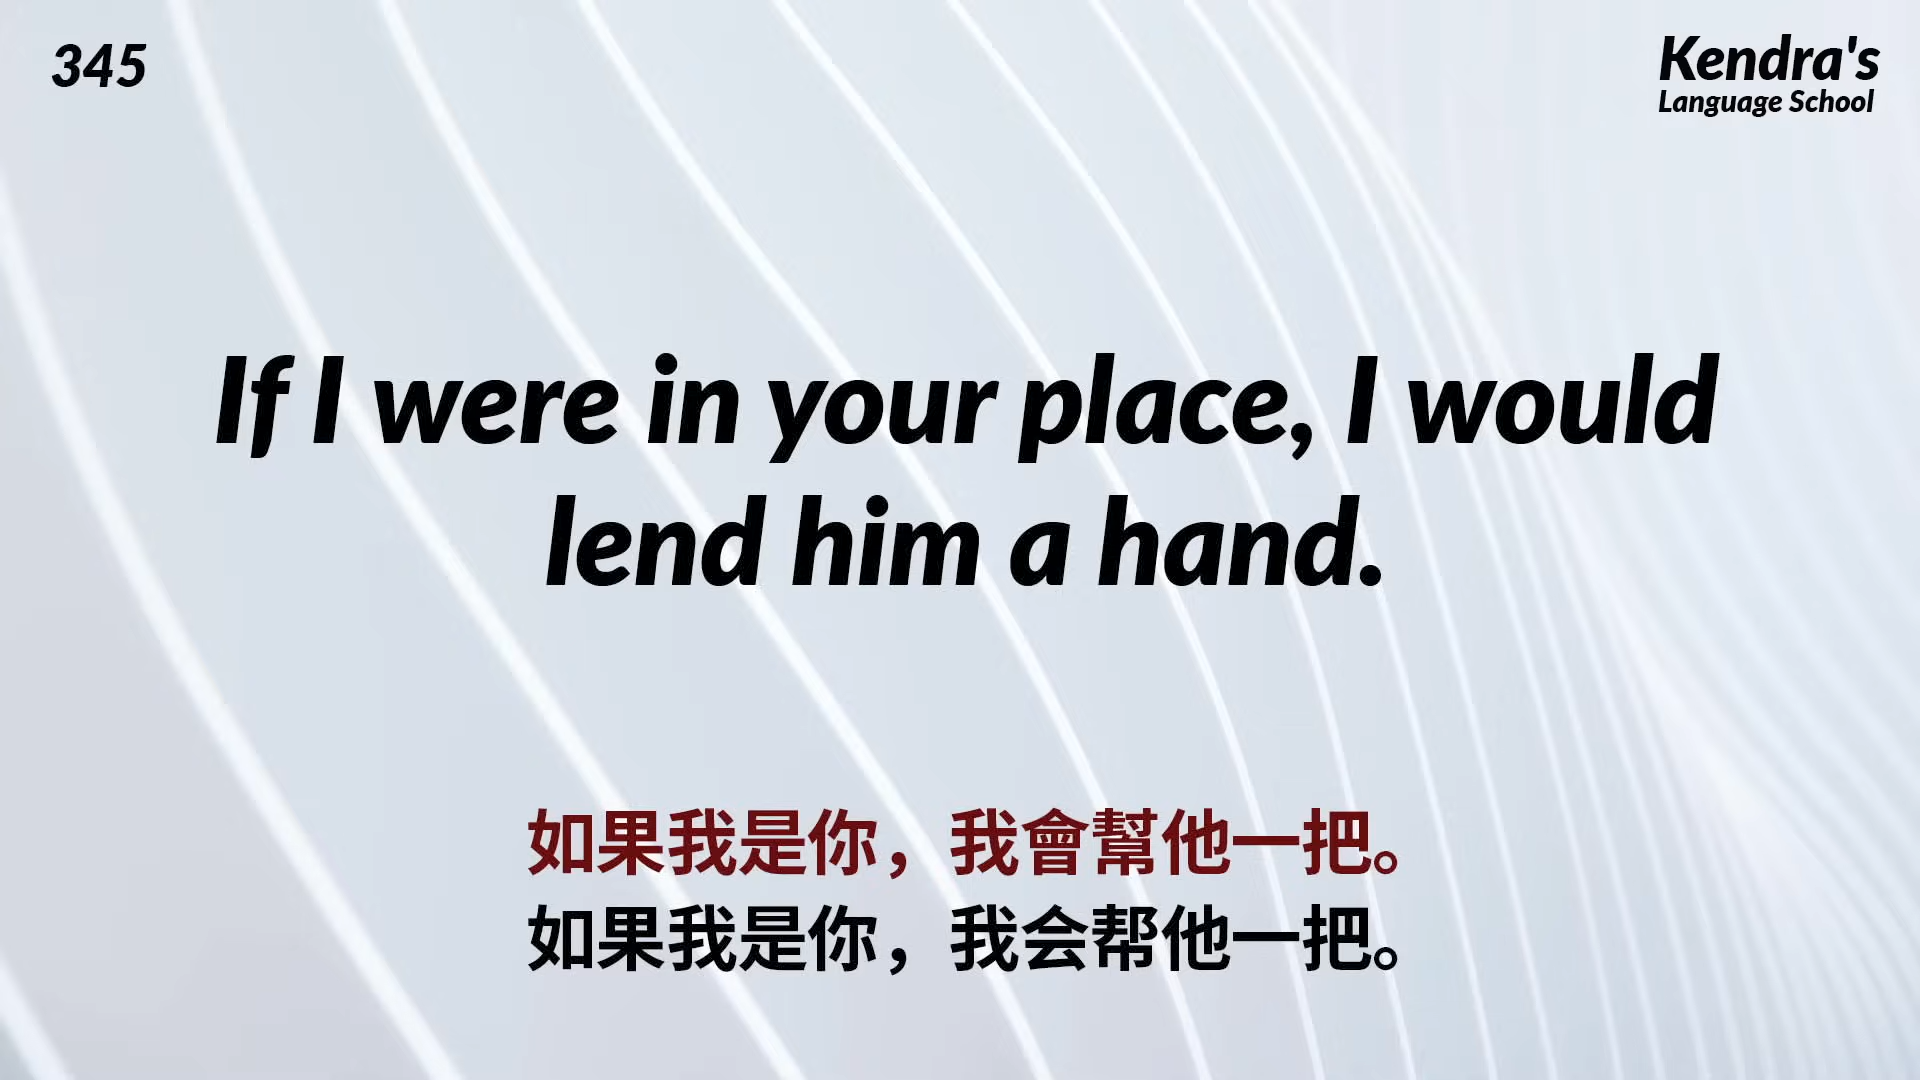 345
Kendra's
Language School
If I were in your place, I would
lend him a hand.
如果我是你，我會幫他一把。
如果我是你，我会帮他一把。